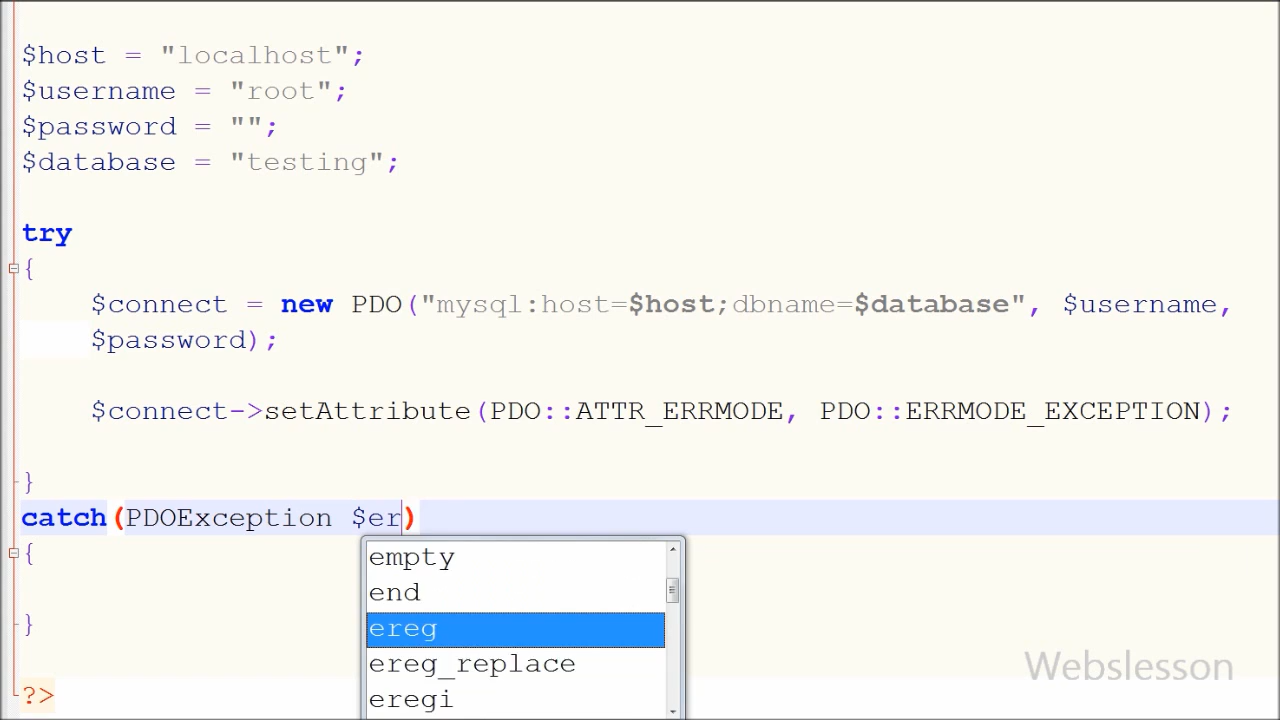 $host = "localhost";
$username = "root";
$password = "";
$database = "testing";
try
{
$connect = new PDO("mysql:host=$host;dbname=$database", $username,
$password);
$connect->setAttribute(PDO::ATTR_ERRMODE, PDO::ERRMODE_EXCEPTION);
}
catch(PDOException $er)
{
empty
end
ereg
}
ereg_replace
Webslesson
eregi
?>